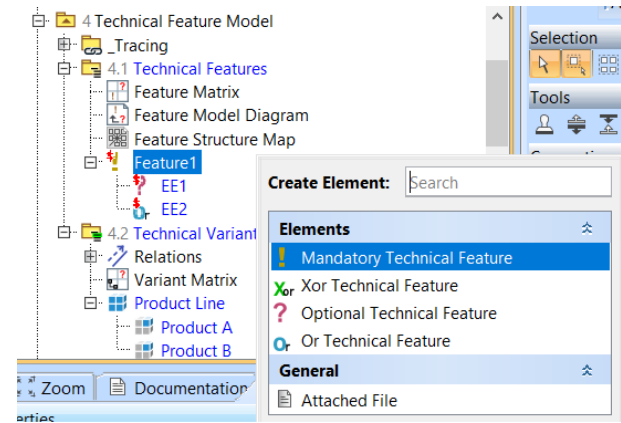 4 Technical Feature Model
_Tracing
4.1 Technical Features
Feature Matrix
Feature Model Diagram
Feature Structure Map
Feature1
EE1
EE2
4.2 Technical Variant
Relations
Variant Matrix
Product Line
Product A
Product B
Zoom Documentation
Selection
Tools
Create Element: Search
Elements
Mandatory Technical Feature
Xor Xor Technical Feature
Optional Technical Feature
Or Or Technical Feature
General
Attached File